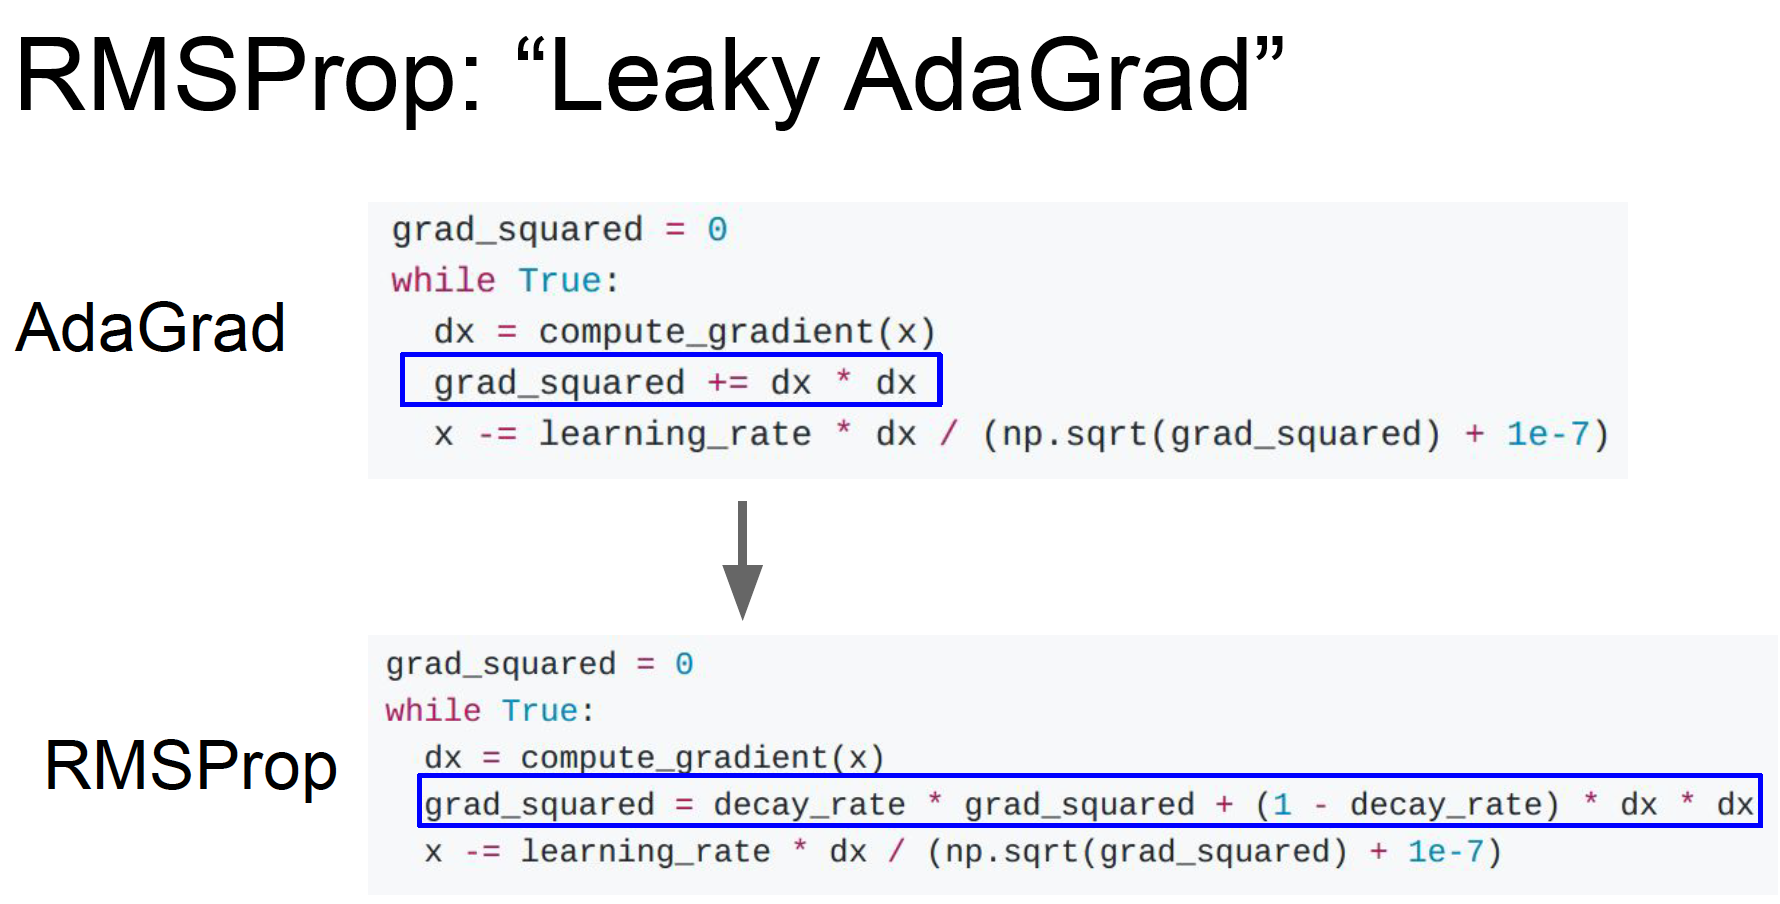 RMSProp: “Leaky AdaGrad”
AdaGrad
grad_squared = 0
while True:
dx = compute_gradient(x)
grad_squared += dx * dx
x -= learning_rate * dx / (np.sqrt(grad_squared) + 1e-7)
RMSProp
grad_squared = 0
while True:
dx = compute_gradient(x)
grad_squared = decay_rate * grad_squared + (1 - decay_rate) * dx * dx
x -= learning_rate * dx / (np.sqrt(grad_squared) + 1e-7)